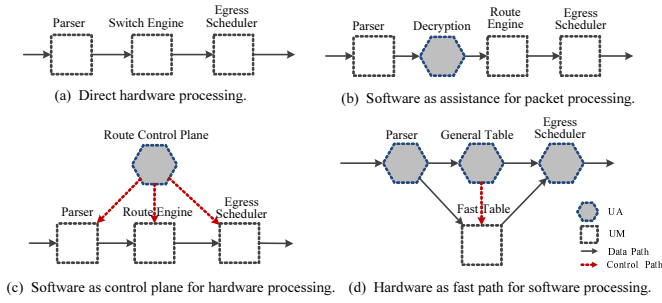 Parser
Switch Engine
Egress
Scheduler
(a) Direct hardware processing.
Parser
Decryption
Route
Engine
Egress
Scheduler
(b) Software as assistance for packet processing.
Route Control Plane
Parser
Route Engine
Egress
Scheduler
(c) Software as control plane for hardware processing.
Parser
General Table
Egress
Scheduler
Fast Table
UA
UM
Data Path
Control Path
(d) Hardware as fast path for software processing.